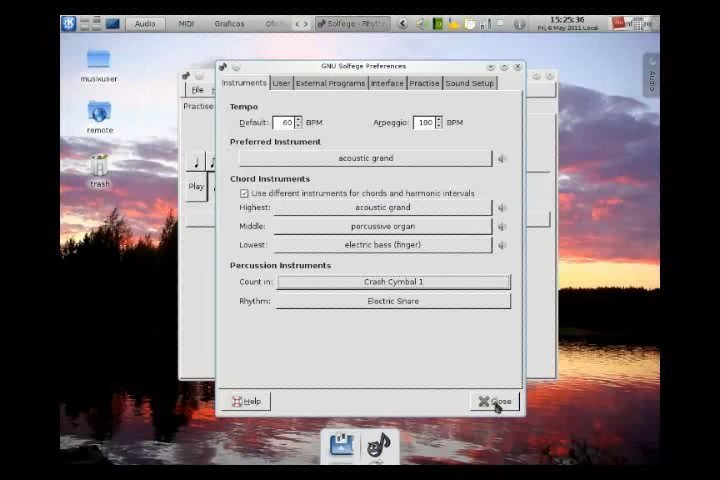 Audio MIDI Graficos Solfege - Rhyth 15:25:36
Fri, 6 May 2011 Local
GNU Solfege Preferences
musixuser
remote
trash
Audio
File
Practise
Play
Instruments User External Programs Interface Practise Sound Setup
Tempo
Default: 60 BPM Arpeggio: 180 BPM
Preferred Instrument
acoustic grand
Chord Instruments
Use different instruments for chords and harmonic intervals
Highest: acoustic grand
Middle: percussive organ
Lowest: electric bass (finger)
Percussion Instruments
Count in: Crash Cymbal 1
Rhythm: Electric Snare
Help Close